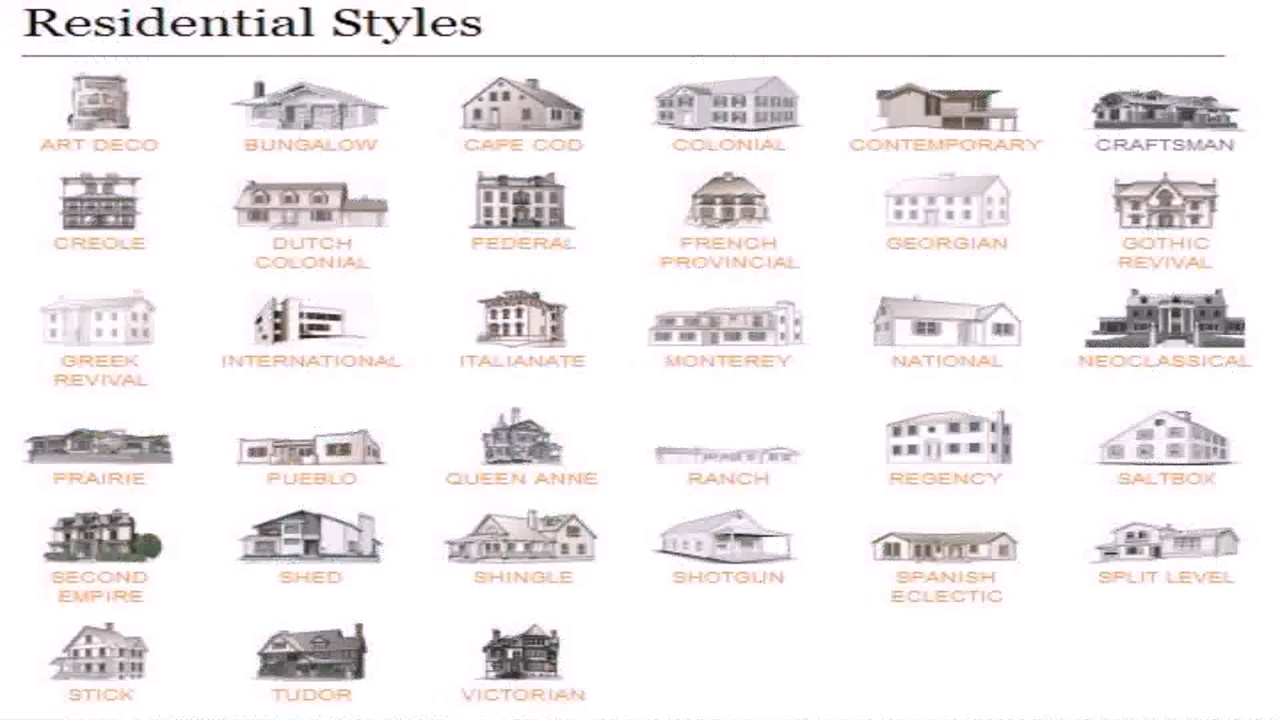 Residential Styles
ART DECO
BUNGALOW
CAPE COD
COLONIAL
CONTEMPORARY
CRAFTSMAN
CREOLE
DUTCH
COLONIAL
FEDERAL
FRENCH
PROVINCIAL
GEORGIAN
GOTHIC
REVIVAL
GREEK
REVIVAL
INTERNATIONAL
ITALIANATE
MONTEREY
NATIONAL
NEOCLASSICAL
PRAIRIE
PUEBLO
QUEEN ANNE
RANCH
REGENCY
SALTBOX
SECOND
EMPIRE
SHED
SHINGLE
SHOTGUN
SPANISH
ECLECTIC
SPLIT LEVEL
STICK
TUDOR
VICTORIAN